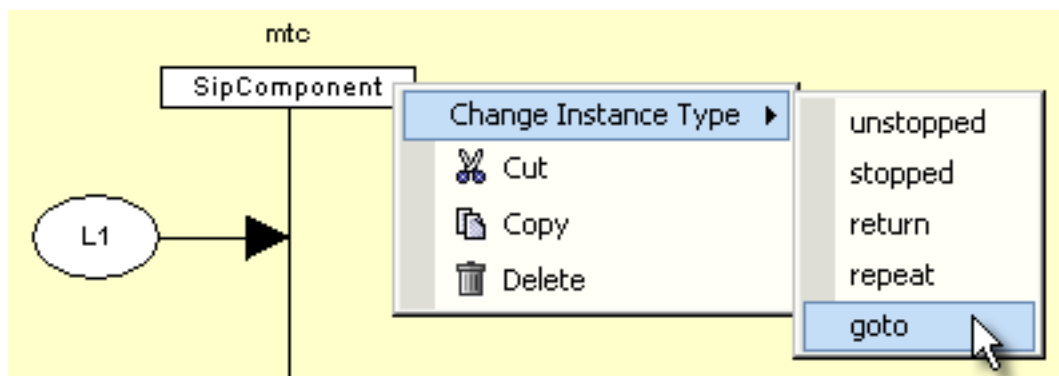 mtc
SipComponent
L1
Change Instance Type
Cut
Copy
Delete
unstopped
stopped
return
repeat
goto